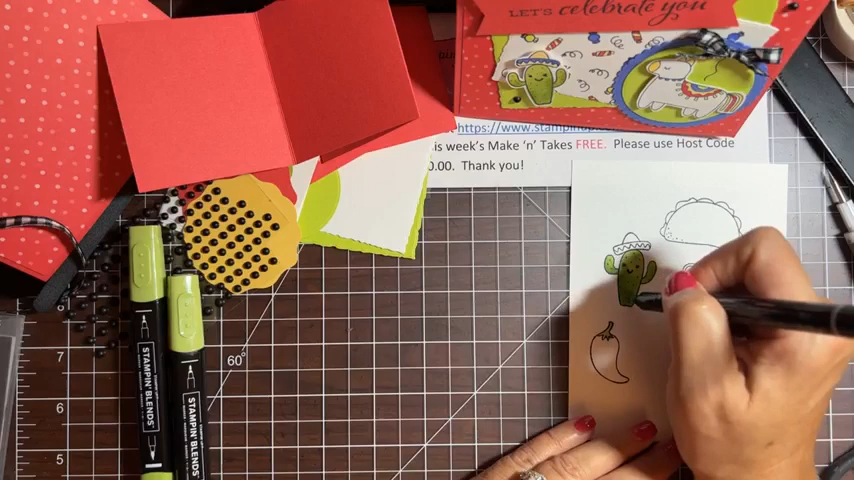 LET'S celebrate you
https://www.stampinup
is week's Make 'n' Takes FREE. Please use Host Code
0.00. Thank you!
60°
8
7
6
5
STAMPIN' BLENDS
STAMPIN' BLENDS